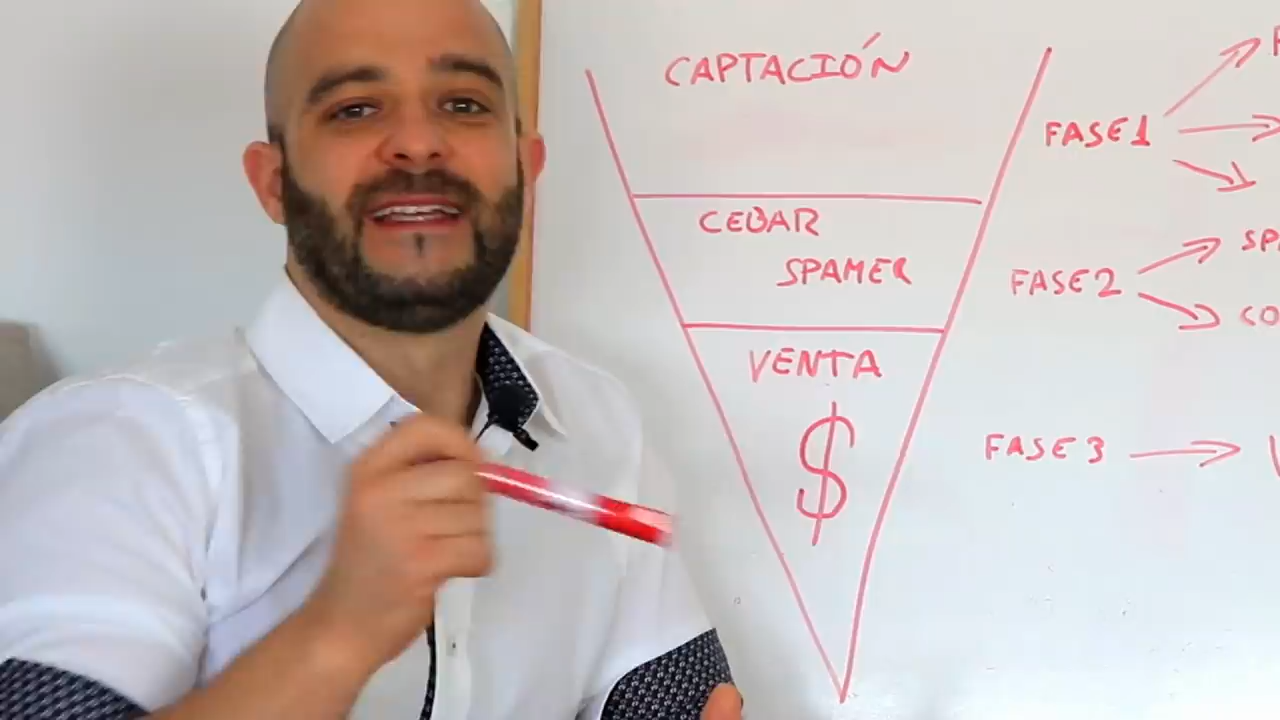 CAPTACIÓN
CEBAR
SPAMER
VENTA
$
FASE1
FASE2
FASE3